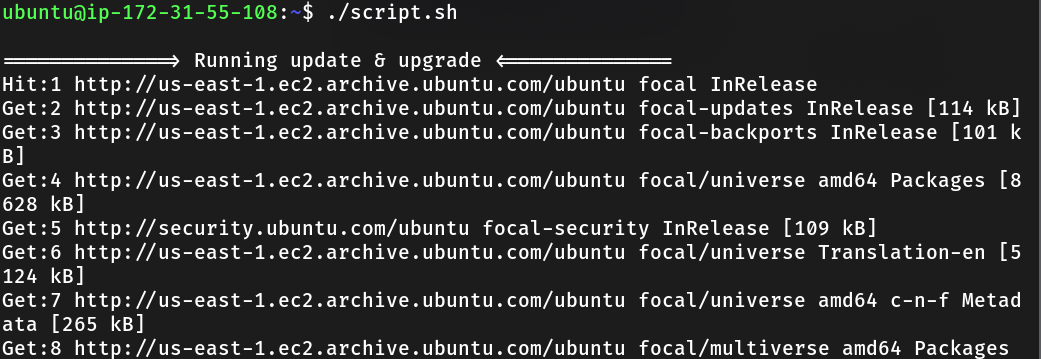 ubuntu@ip-172-31-55-108:~$ ./script.sh
===============> Running update & upgrade <===============
Hit:1 http://us-east-1.ec2.archive.ubuntu.com/ubuntu focal InRelease
Get:2 http://us-east-1.ec2.archive.ubuntu.com/ubuntu focal-updates InRelease [114 kB]
Get:3 http://us-east-1.ec2.archive.ubuntu.com/ubuntu focal-backports InRelease [101 k
B]
Get:4 http://us-east-1.ec2.archive.ubuntu.com/ubuntu focal/universe amd64 Packages [8
628 kB]
Get:5 http://security.ubuntu.com/ubuntu focal-security InRelease [109 kB]
Get:6 http://us-east-1.ec2.archive.ubuntu.com/ubuntu focal/universe Translation-en [5
124 kB]
Get:7 http://us-east-1.ec2.archive.ubuntu.com/ubuntu focal/universe amd64 c-n-f Metad
ata [265 kB]
Get:8 http://us-east-1.ec2.archive.ubuntu.com/ubuntu focal/multiverse amd64 Packages